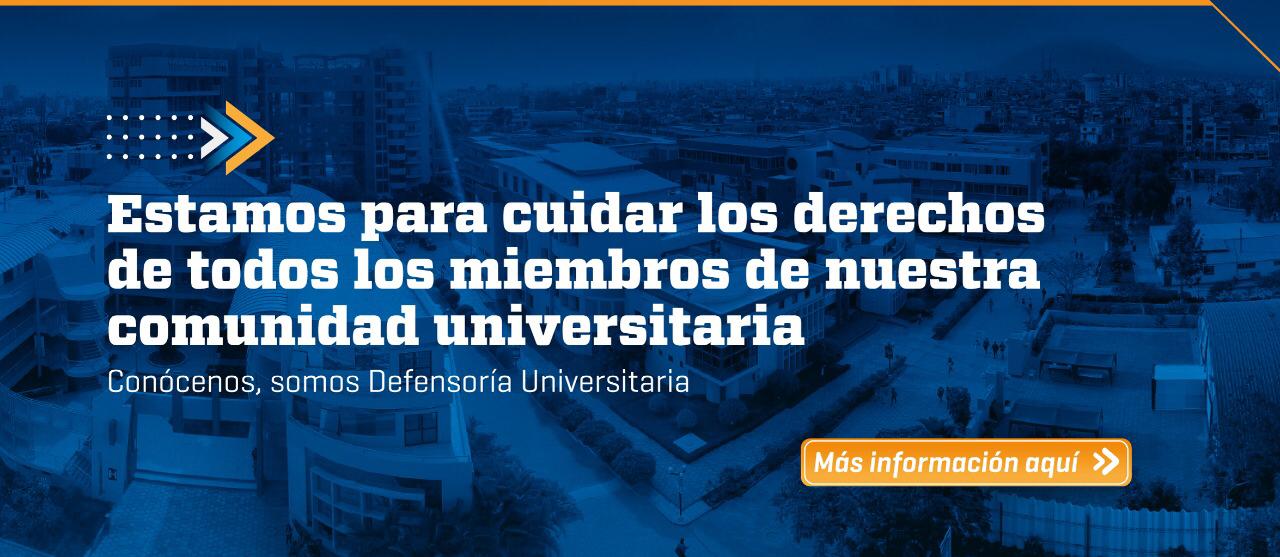 Estamos para cuidar los derechos
de todos los miembros de nuestra
comunidad universitaria
Conócenos, somos Defensoría Universitaria
Más información aquí